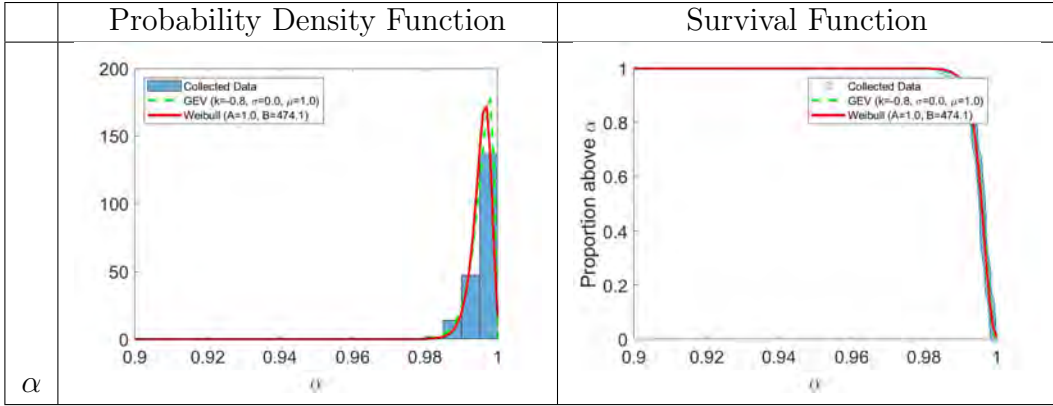 Probability Density Function Survival Function
200
150
100
50
0
0.9 0.92 0.94 0.96 0.98 1
α
Collected Data
GEV (k=-0.8, σ=0.0, μ=1.0)
Weibull (A=1.0, B=474.1)
1
0.8
0.6
0.4
0.2
0
Proportion above α
0.9 0.92 0.94 0.96 0.98 1
α
Collected Data
GEV (k=-0.8, σ=0.0, μ=1.0)
Weibull (A=1.0, B=474.1)
α